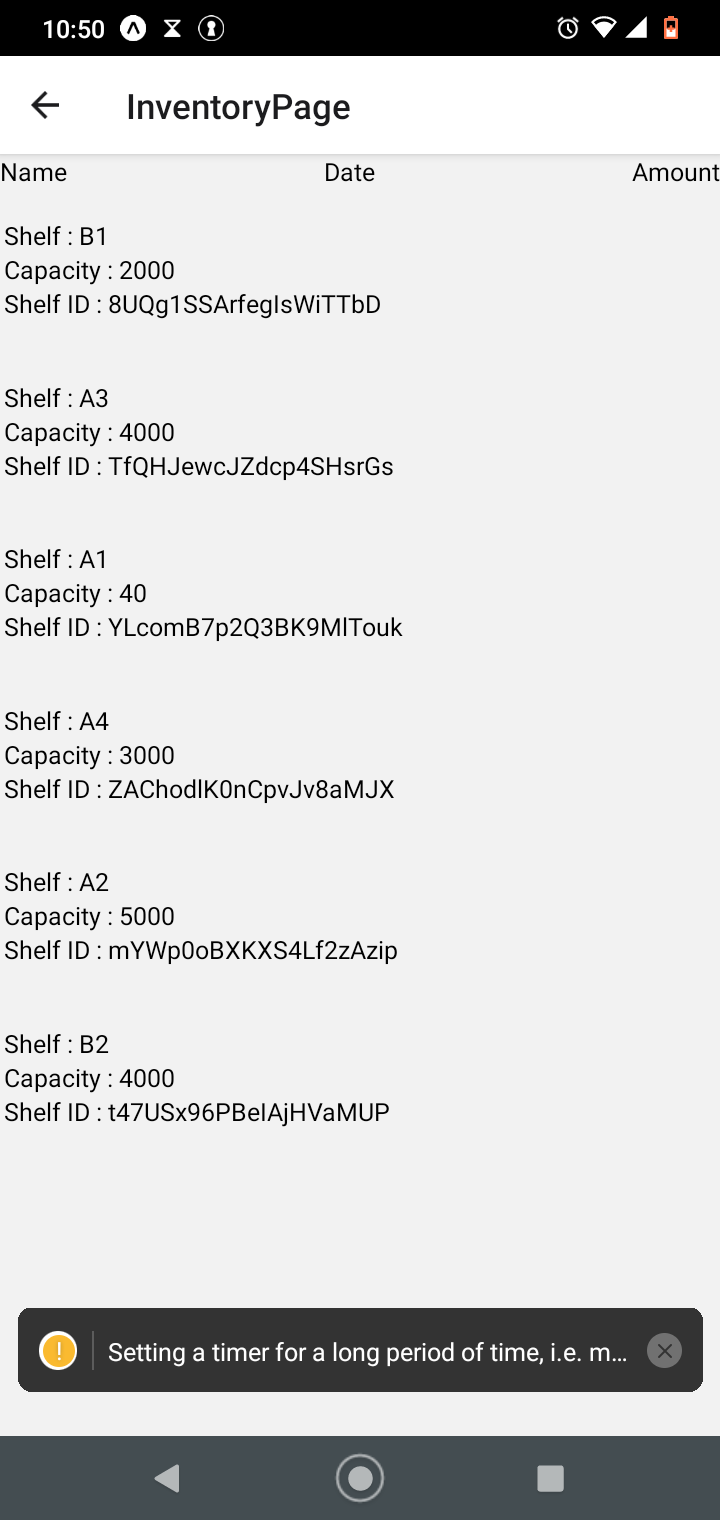 10:50
InventoryPage
Name Date Amount
Shelf : B1
Capacity : 2000
Shelf ID : 8UQg1SSArfegIsWiTTbD
Shelf : A3
Capacity : 4000
Shelf ID : TfQHJewcJZdcp4SHsrGs
Shelf : A1
Capacity : 40
Shelf ID : YLcomB7p2Q3BK9MlTouk
Shelf : A4
Capacity : 3000
Shelf ID : ZAChodlK0nCpvJv8aMJX
Shelf : A2
Capacity : 5000
Shelf ID : mYWp0oBXKXS4Lf2zAzip
Shelf : B2
Capacity : 4000
Shelf ID : t47USx96PBeIAjHVaMUP
Setting a timer for a long period of time, i.e. m...